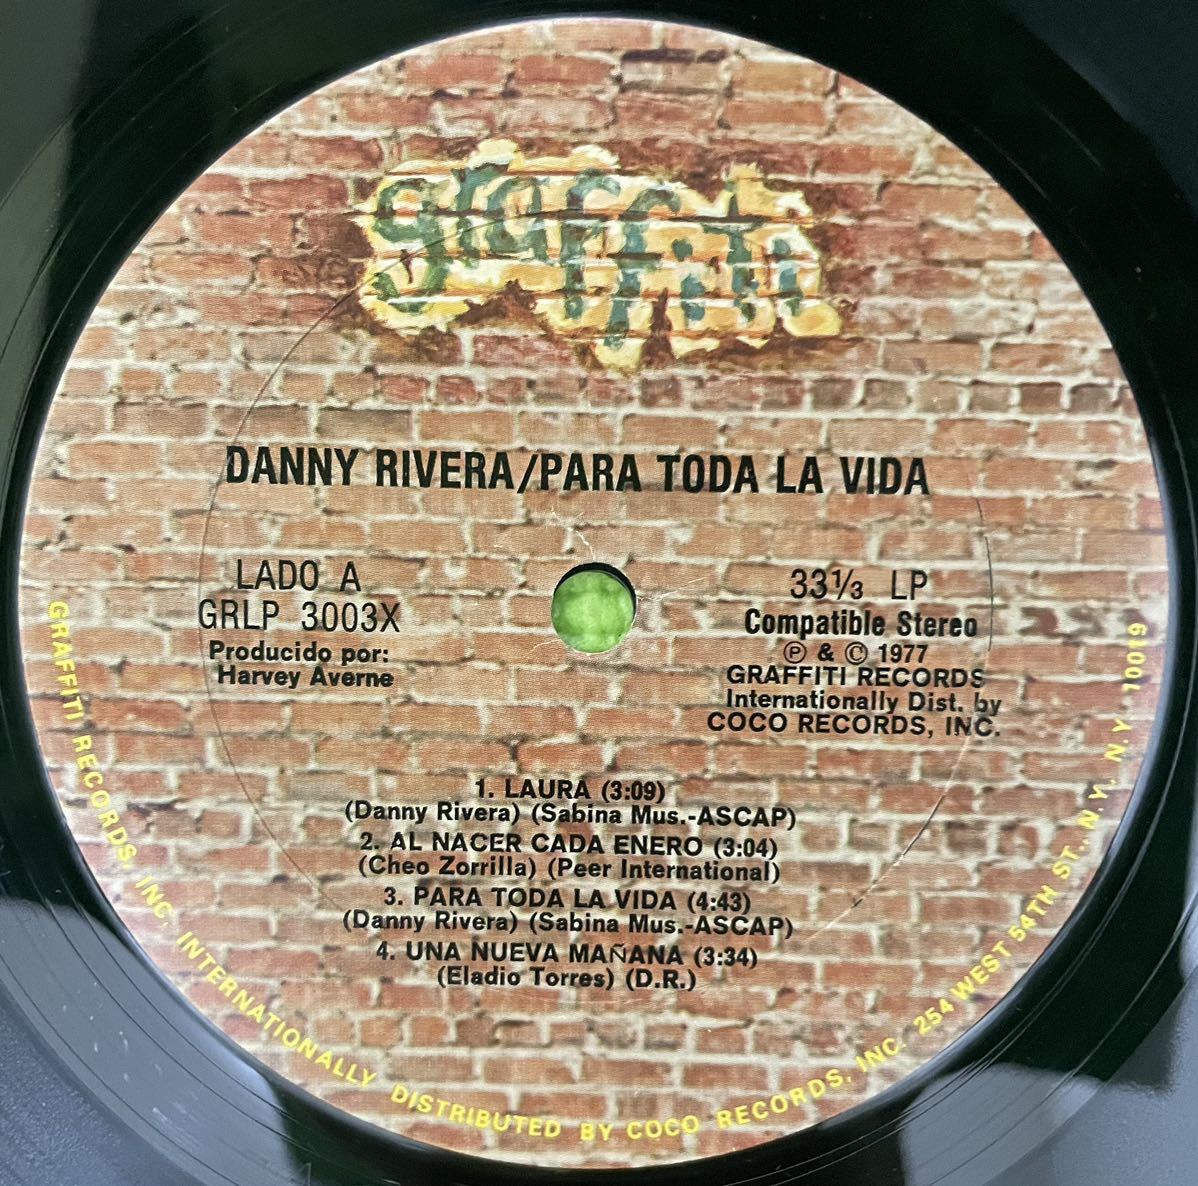 graffiti
DANNY RIVERA/PARA TODA LA VIDA
LADO A
GRLP 3003X
Producido por:
Harvey Averne
33⅓ LP
Compatible Stereo
Ⓟ & © 1977
GRAFFITI RECORDS
Internationally Dist. by
COCO RECORDS, INC.
1. LAURA (3:09)
(Danny Rivera) (Sabina Mus.-ASCAP)
2. AL NACER CADA ENERO (3:04)
(Cheo Zorrilla) (Peer International)
3. PARA TODA LA VIDA (4:43)
(Danny Rivera) (Sabina Mus.-ASCAP)
4. UNA NUEVA MAÑANA (3:34)
(Eladio Torres) (D.R.)
GRAFFITI RECORDS, INC. INTERNATIONALLY DISTRIBUTED BY COCO RECORDS, INC. 254 WEST 54TH ST., N.Y., N.Y. 10019